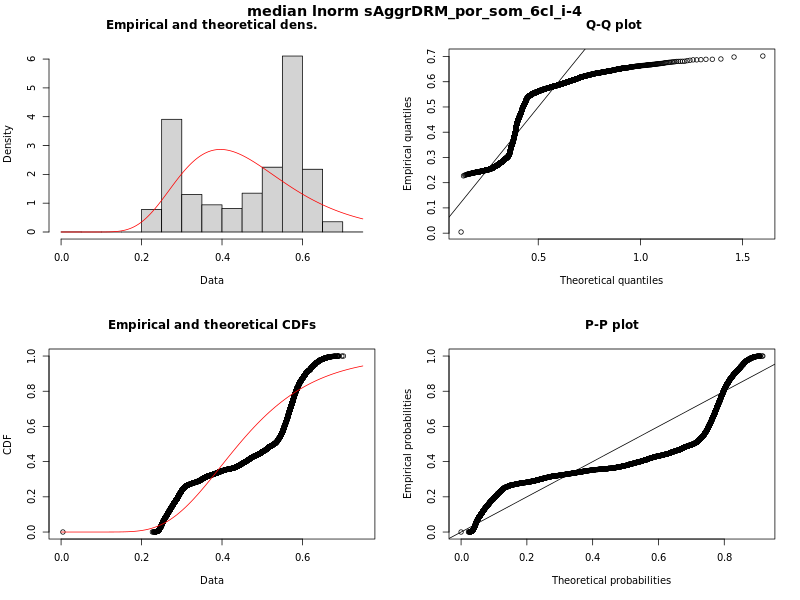 median lnorm sAggrDRM_por_som_6cl_i-4
Empirical and theoretical dens.
Density
0 1 2 3 4 5 6
0.0 0.2 0.4 0.6
Data
Q-Q plot
Empirical quantiles
0.0 0.1 0.2 0.3 0.4 0.5 0.6 0.7
0.5 1.0 1.5
Theoretical quantiles
Empirical and theoretical CDFs
CDF
0.0 0.2 0.4 0.6 0.8 1.0
0.0 0.2 0.4 0.6
Data
P-P plot
Empirical probabilities
0.0 0.2 0.4 0.6 0.8 1.0
0.0 0.2 0.4 0.6 0.8
Theoretical probabilities